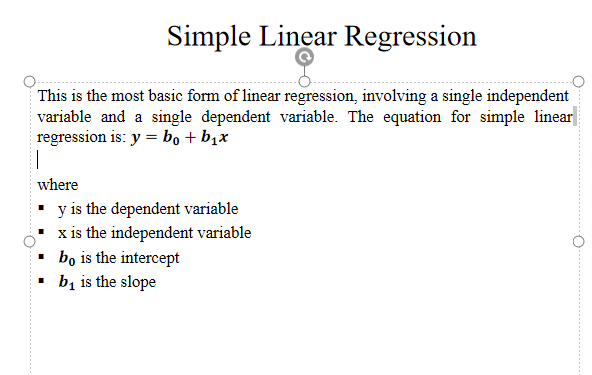 Simple Linear Regression
This is the most basic form of linear regression, involving a single independent
variable and a single dependent variable. The equation for simple linear
regression is: y = b₀ + b₁x
where
▪ y is the dependent variable
▪ x is the independent variable
▪ b₀ is the intercept
▪ b₁ is the slope